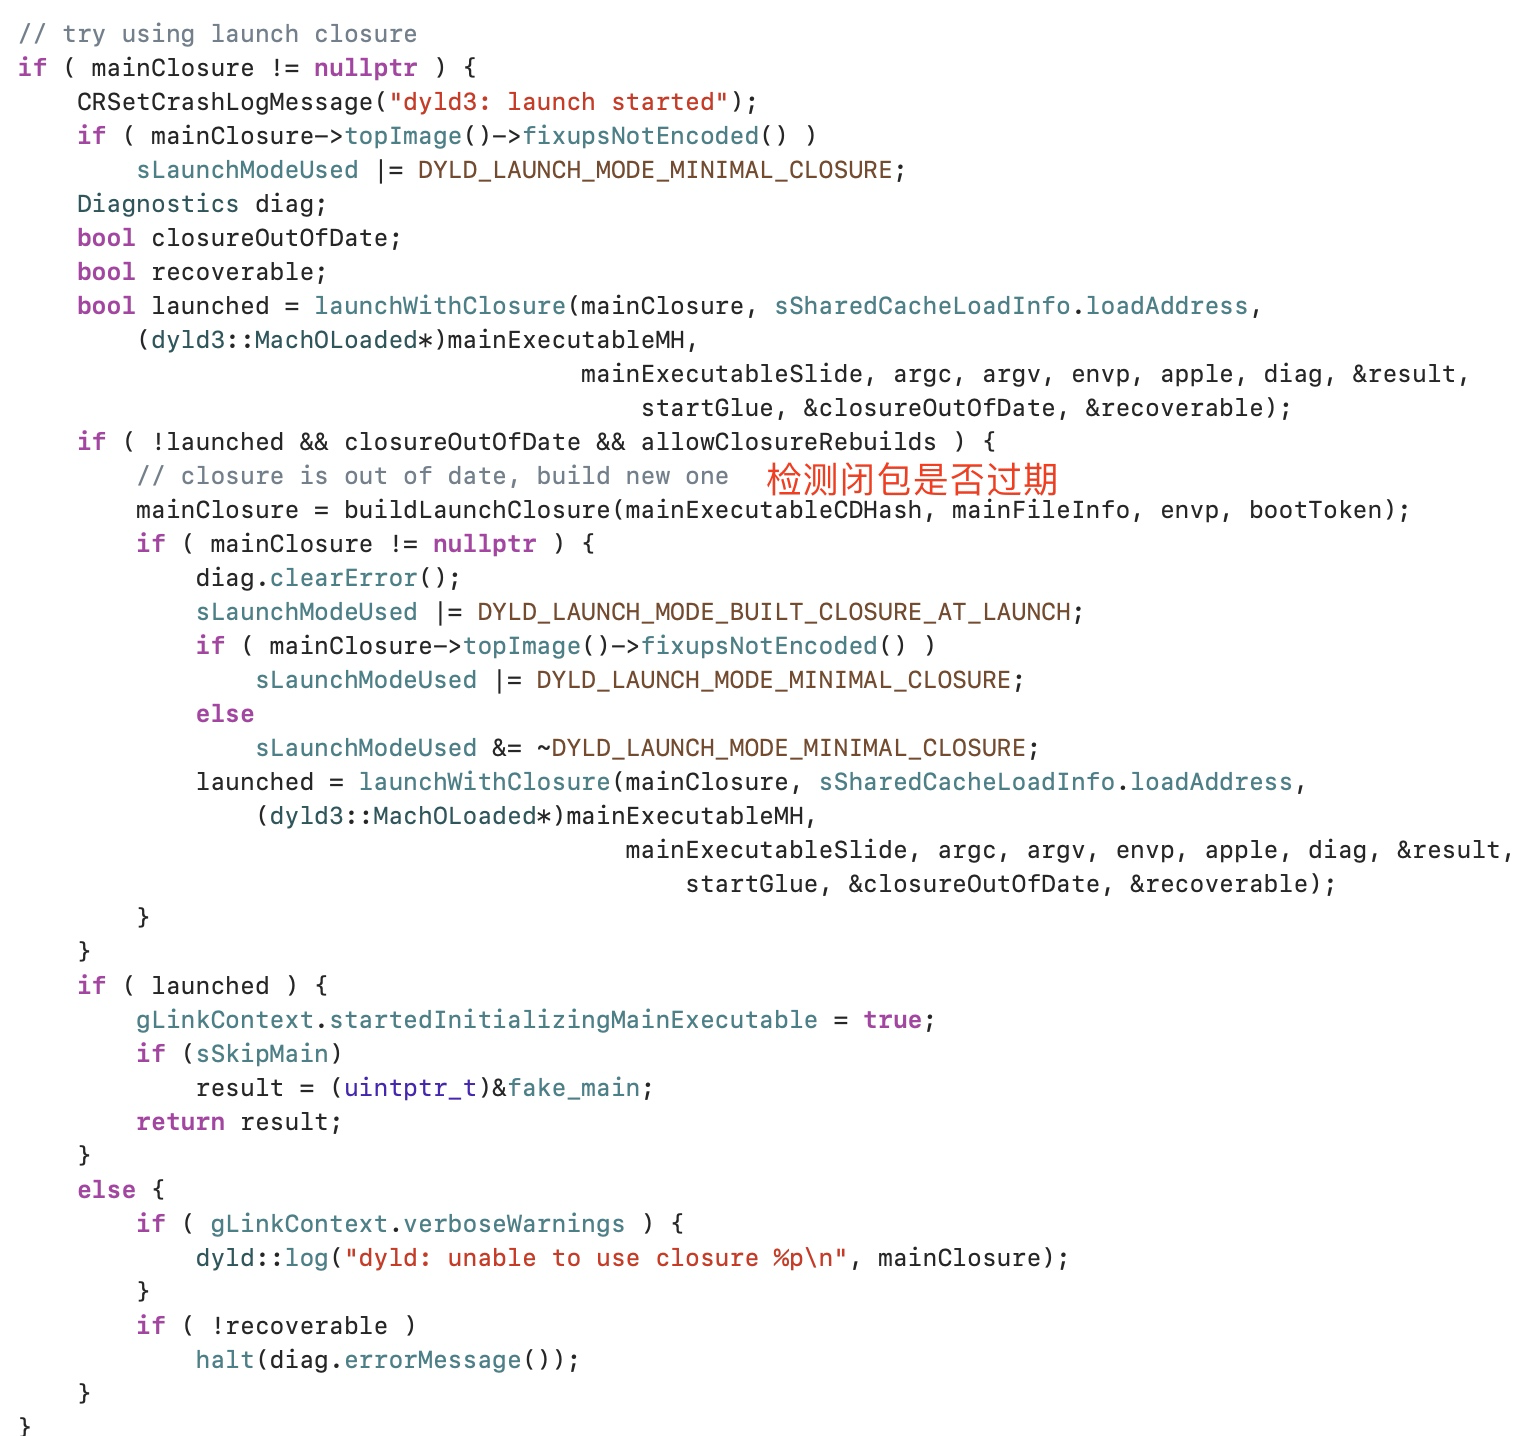 // try using launch closure
if ( mainClosure != nullptr ) {
    CRSetCrashLogMessage("dyld3: launch started");
    if ( mainClosure->topImage()->fixupsNotEncoded() )
        sLaunchModeUsed |= DYLD_LAUNCH_MODE_MINIMAL_CLOSURE;
    Diagnostics diag;
    bool closureOutOfDate;
    bool recoverable;
    bool launched = launchWithClosure(mainClosure, sSharedCacheLoadInfo.loadAddress,
        (dyld3::MachOLoaded*)mainExecutableMH,
                                      mainExecutableSlide, argc, argv, envp, apple, diag, &result,
                                          startGlue, &closureOutOfDate, &recoverable);
    if ( !launched && closureOutOfDate && allowClosureRebuilds ) {
        // closure is out of date, build new one 检测闭包是否过期
        mainClosure = buildLaunchClosure(mainExecutableCDHash, mainFileInfo, envp, bootToken);
        if ( mainClosure != nullptr ) {
            diag.clearError();
            sLaunchModeUsed |= DYLD_LAUNCH_MODE_BUILT_CLOSURE_AT_LAUNCH;
            if ( mainClosure->topImage()->fixupsNotEncoded() )
                sLaunchModeUsed |= DYLD_LAUNCH_MODE_MINIMAL_CLOSURE;
            else
                sLaunchModeUsed &= ~DYLD_LAUNCH_MODE_MINIMAL_CLOSURE;
            launched = launchWithClosure(mainClosure, sSharedCacheLoadInfo.loadAddress,
                (dyld3::MachOLoaded*)mainExecutableMH,
                                         mainExecutableSlide, argc, argv, envp, apple, diag, &result,
                                             startGlue, &closureOutOfDate, &recoverable);
        }
    }
    if ( launched ) {
        gLinkContext.startedInitializingMainExecutable = true;
        if (sSkipMain)
            result = (uintptr_t)&fake_main;
        return result;
    }
    else {
        if ( gLinkContext.verboseWarnings ) {
            dyld::log("dyld: unable to use closure %p\n", mainClosure);
        }
        if ( !recoverable )
            halt(diag.errorMessage());
    }
}